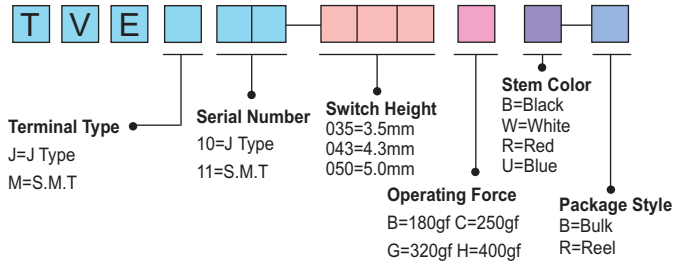 T V E
Terminal Type
J=J Type
M=S.M.T
Serial Number
10=J Type
11=S.M.T
Switch Height
035=3.5mm
043=4.3mm
050=5.0mm
Operating Force
B=180gf C=250gf
G=320gf H=400gf
Stem Color
B=Black
W=White
R=Red
U=Blue
Package Style
B=Bulk
R=Reel